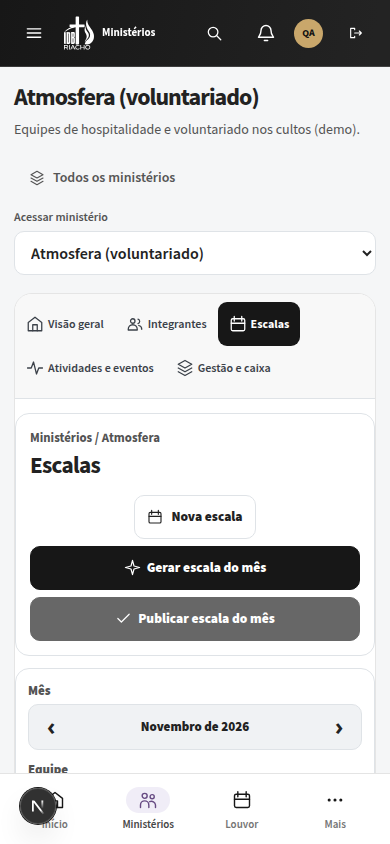 IDB
RIACHO
Ministérios
QA
Atmosfera (voluntariado)
Equipes de hospitalidade e voluntariado nos cultos (demo).
Todos os ministérios
Acessar ministério
Atmosfera (voluntariado)
Visão geral
Integrantes
Escalas
Atividades e eventos
Gestão e caixa
Ministérios / Atmosfera
Escalas
Nova escala
Gerar escala do mês
Publicar escala do mês
Mês
‹ Novembro de 2026 ›
Equipe
N
Início
Ministérios
Louvor
Mais